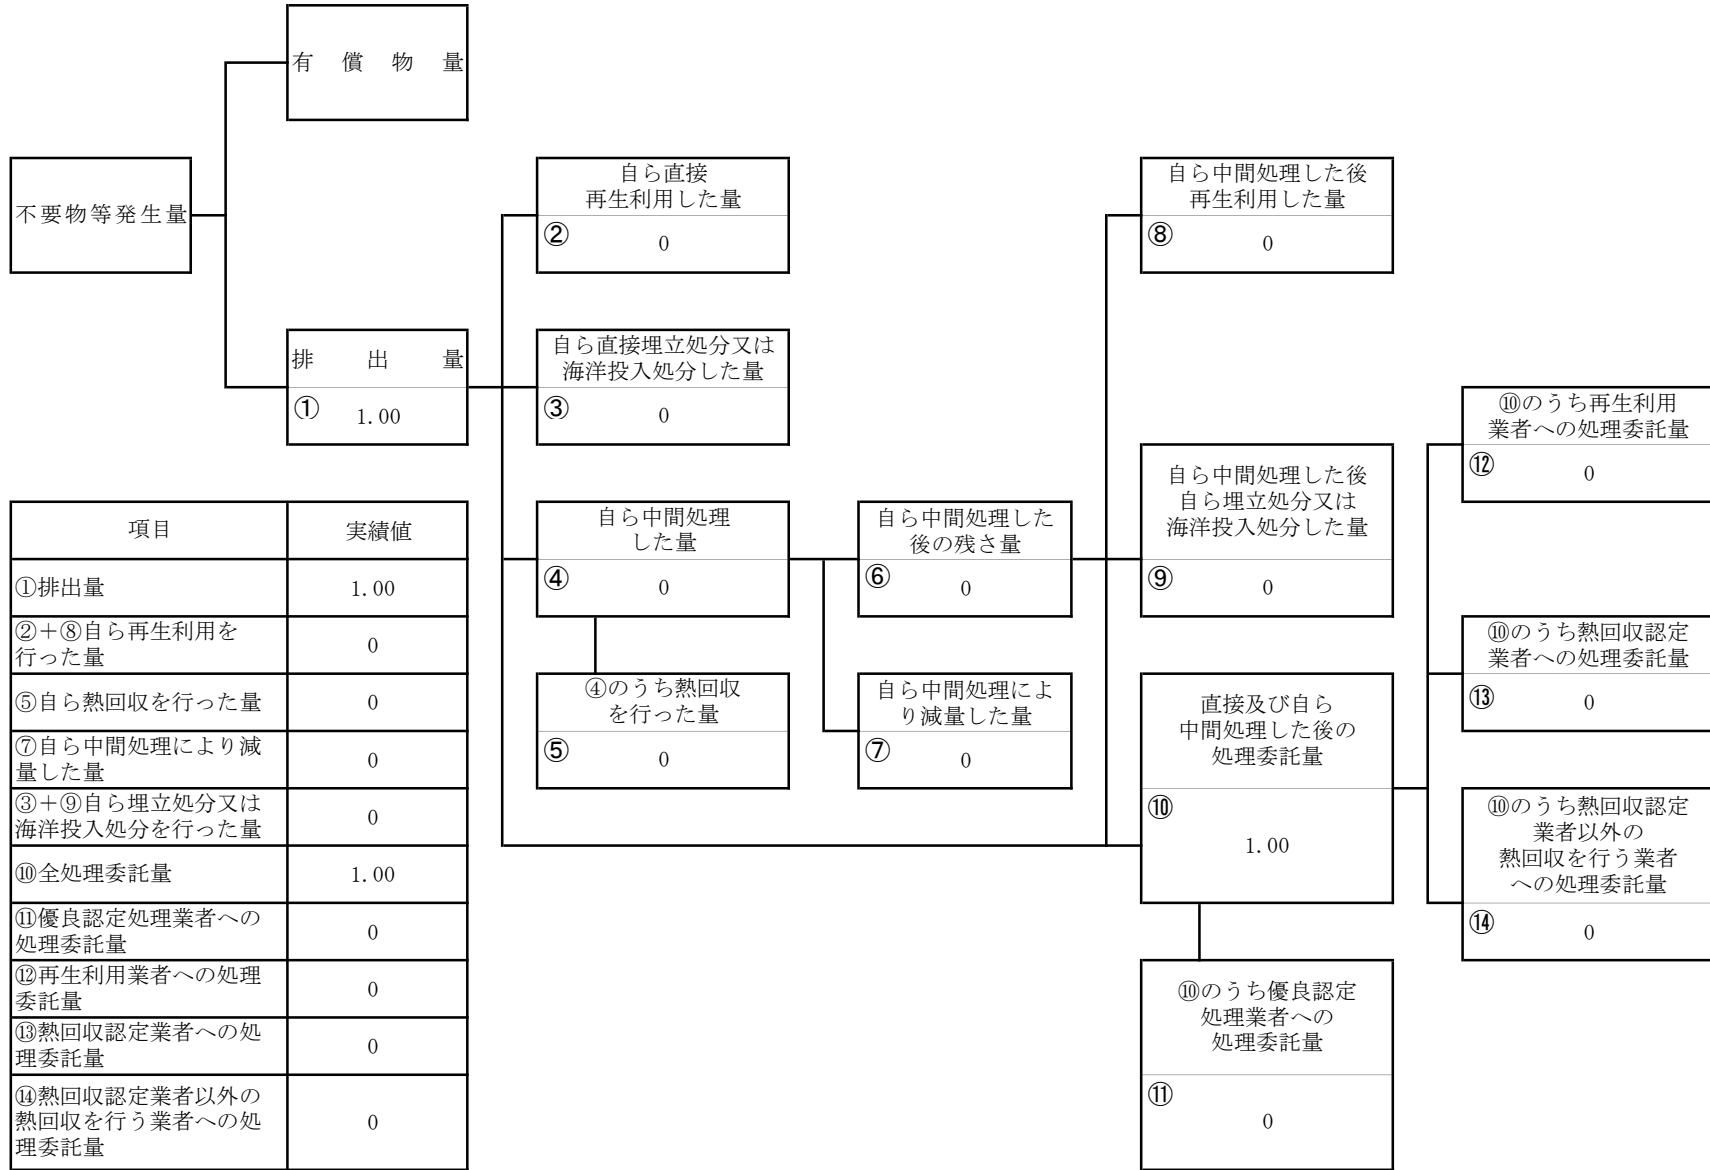 有償物量
不要物等発生量
自ら直接
再生利用した量
② 0
自ら中間処理した後
再生利用した量
⑧ 0
排出量
① 1.00
自ら直接埋立処分又は
海洋投入処分した量
③ 0
⑩のうち再生利用
業者への処理委託量
⑫ 0
自ら中間処理
した量
④ 0
自ら中間処理した
後の残さ量
⑥ 0
自ら中間処理した後
自ら埋立処分又は
海洋投入処分した量
⑨ 0
⑩のうち熱回収認定
業者への処理委託量
⑬ 0
④のうち熱回収
を行った量
⑤ 0
自ら中間処理によ
り減量した量
⑦ 0
直接及び自ら
中間処理した後の
処理委託量
⑩
1.00
⑩のうち熱回収認定
業者以外の
熱回収を行う業者
への処理委託量
⑭ 0
⑩のうち優良認定
処理業者への
処理委託量
⑪
0
項目 実績値
①排出量 1.00
②+⑧自ら再生利用を
行った量 0
⑤自ら熱回収を行った量 0
⑦自ら中間処理により減
量した量 0
③+⑨自ら埋立処分又は
海洋投入処分を行った量 0
⑩全処理委託量 1.00
⑪優良認定処理業者への
処理委託量 0
⑫再生利用業者への処理
委託量 0
⑬熱回収認定業者への処
理委託量 0
⑭熱回収認定業者以外の
熱回収を行う業者への処
理委託量 0